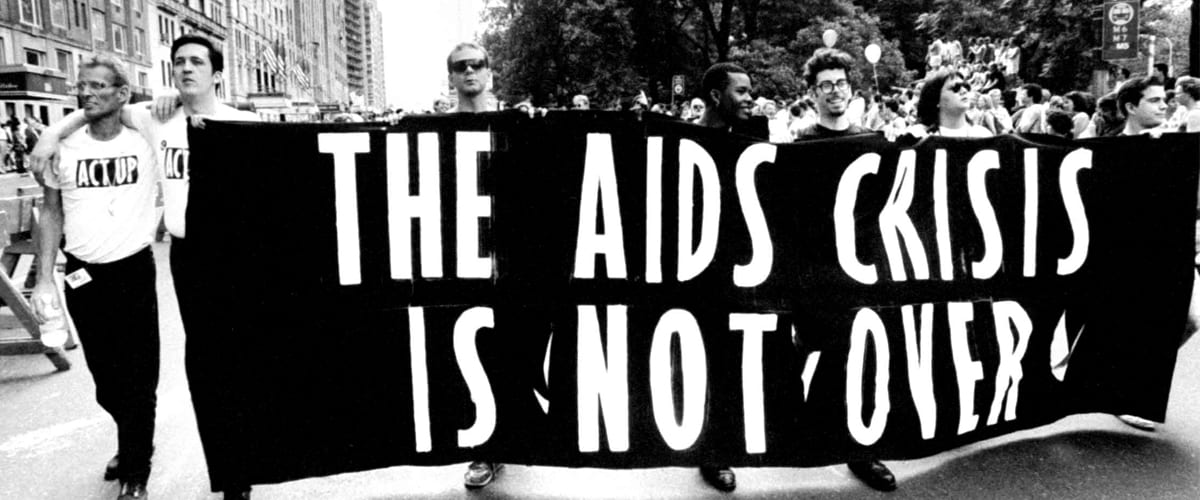 ACT UP
ACT
THE AIDS CRISIS
IS NOT OVER